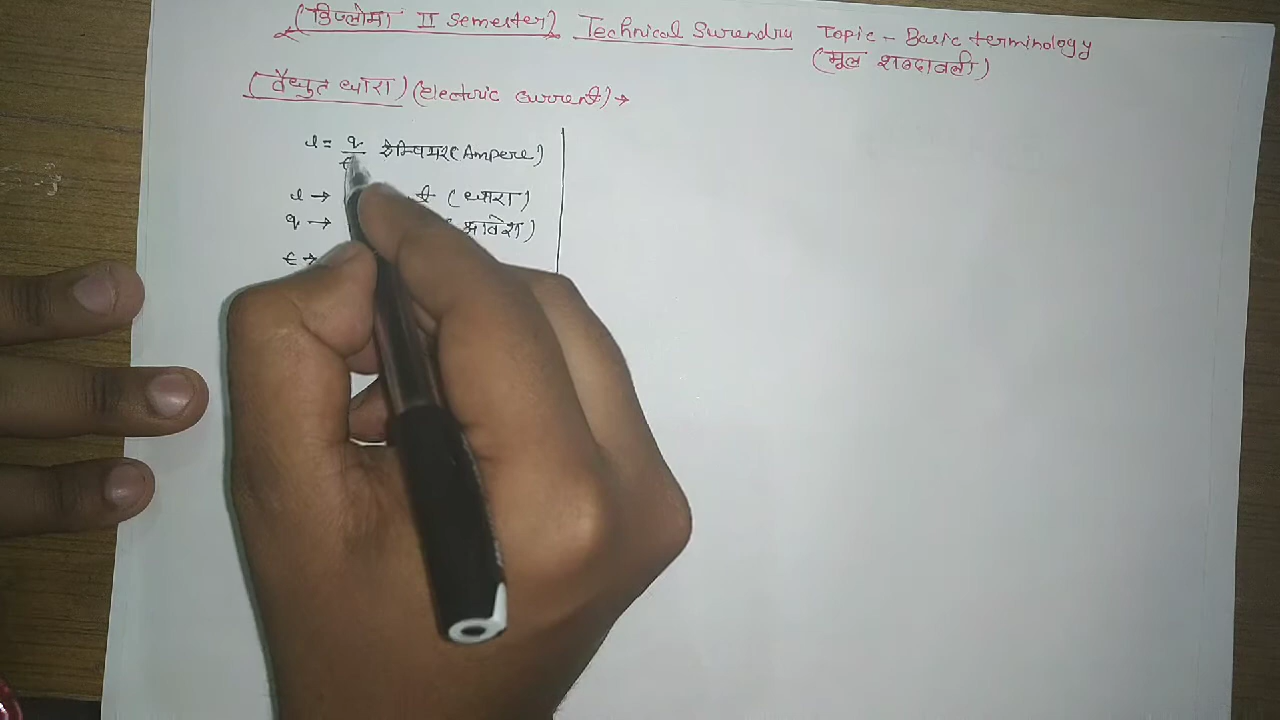 (डिप्लोमा II Semester) Technical Surendra Topic - Basic terminology
(मूल शब्दावली)
(वैधुत धारा) (electric current) →
i = q/t ऐम्पियर (Ampere)
i → (धारा)
q → आवेश)
t →